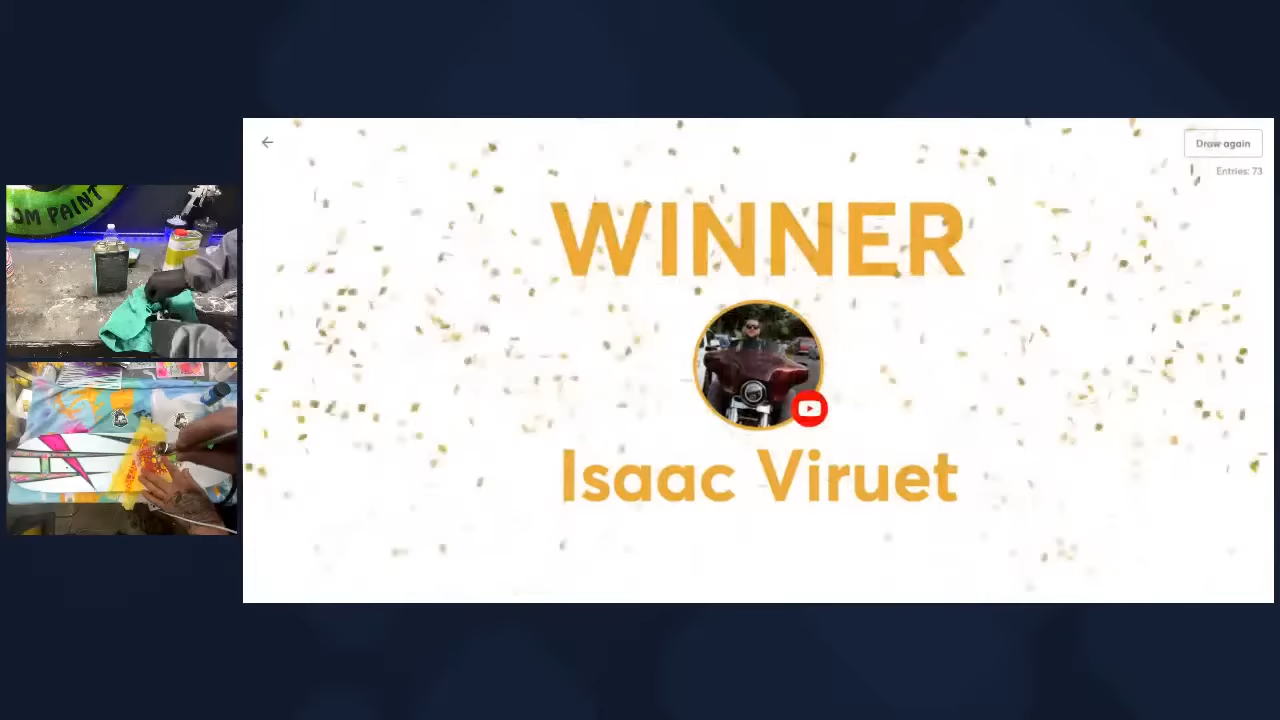 Draw again
Entries: 73
WINNER
Isaac Viruet
OM PAINT